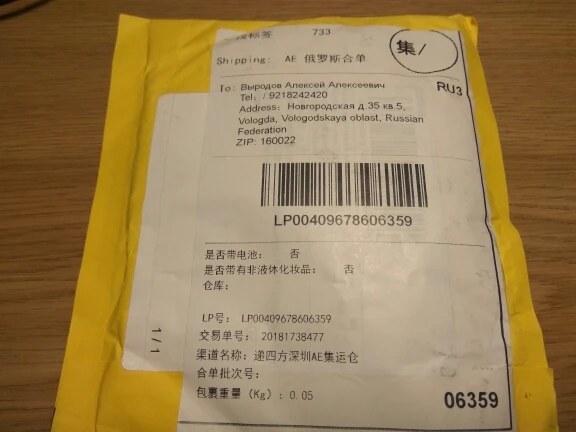 标签 733
集/
Shipping: AE 俄罗斯合单
RU3
To: Выродов Алексей Алексеевич
Tel: / 9218242420
Address: Новгородская д 35 кв.5,
Vologda, Vologodskaya oblast, Russian
Federation
ZIP: 160022
LP00409678606359
是否带电池: 否
是否带有非液体化妆品: 否
仓库:
LP号: LP00409678606359
交易单号: 20181738477
渠道名称: 递四方深圳AE集运仓
合单批次号:
包裹重量(Kg): 0.05
1/1
06359